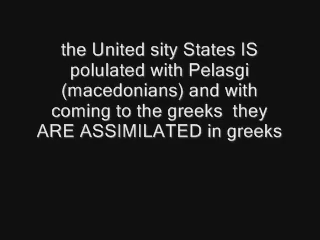 the United sity States IS
polulated with Pelasgi
(macedonians) and with
coming to the greeks  they
ARE ASSIMILATED in greeks